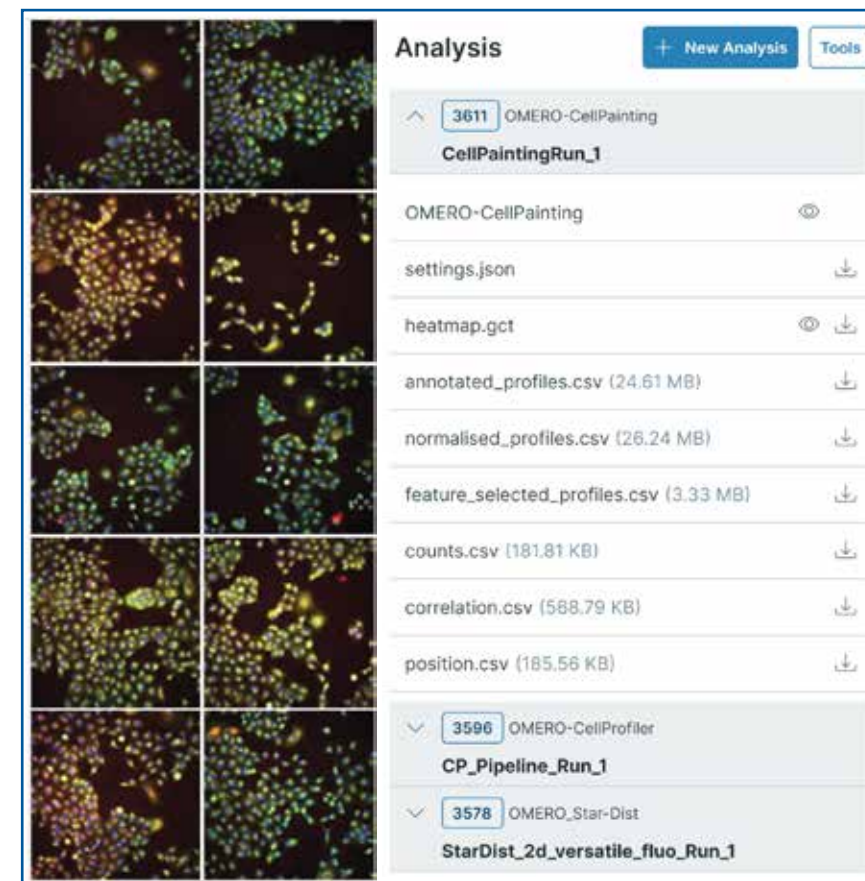 Analysis
+ New Analysis
Tools
3611 OMERO-CellPainting
CellPaintingRun_1
OMERO-CellPainting
settings.json
heatmap.gct
annotated_profiles.csv (24.61 MB)
normalised_profiles.csv (26.24 MB)
feature_selected_profiles.csv (3.33 MB)
counts.csv (181.81 KB)
correlation.csv (568.79 KB)
position.csv (185.56 KB)
3596 OMERO-CellProfiler
CP_Pipeline_Run_1
3578 OMERO_Star-Dist
StarDist_2d_versatile_fluo_Run_1